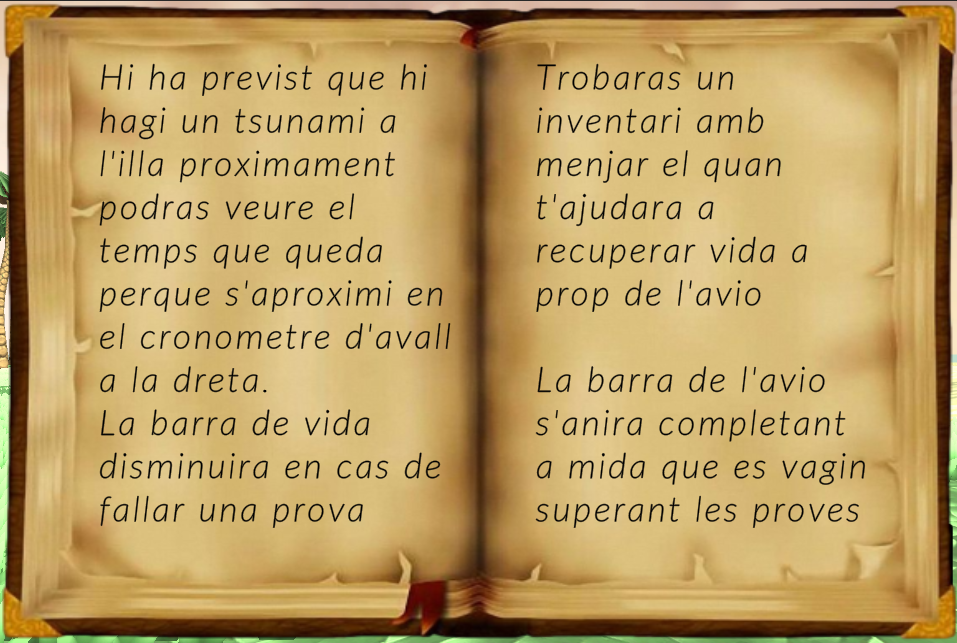 Hi ha previst que hi
hagi un tsunami a
l'illa proximament
podras veure el
temps que queda
perque s'aproximi en
el cronometre d'avall
a la dreta.
La barra de vida
disminuira en cas de
fallar una prova
Trobaras un
inventari amb
menjar el quan
t'ajudara a
recuperar vida a
prop de l'avio
La barra de l'avio
s'anira completant
a mida que es vagin
superant les proves